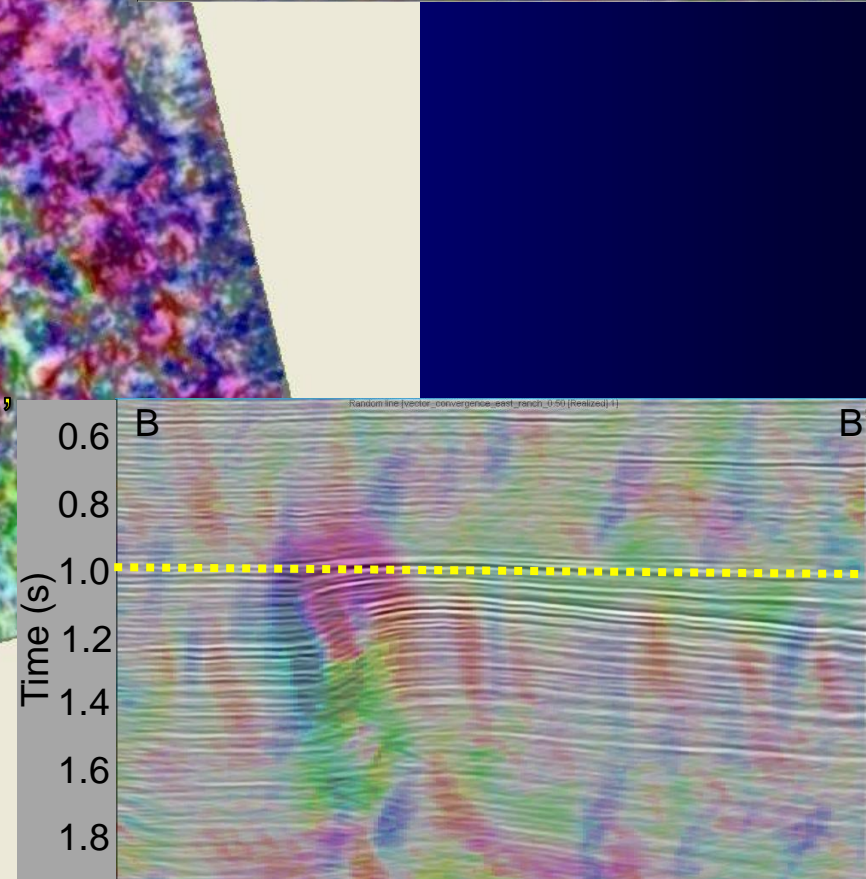 ,
Random line [vector_convergence_east_ranch_0.50 [Realized] 1]
B
B
0.6
0.8
1.0
1.2
1.4
1.6
1.8
Time (s)